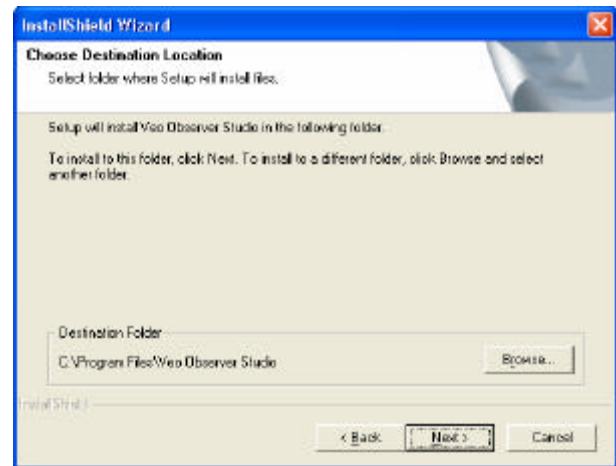 InstallShield Wizard
Choose Destination Location
Select folder where Setup will install files.
Setup will install Veo Observer Studio in the following folder.
To install to this folder, click Next. To install to a different folder, click Browse and select
another folder.
Destination Folder
C:\Program Files\Veo Observer Studio
Browse...
InstallShield
< Back
Next >
Cancel